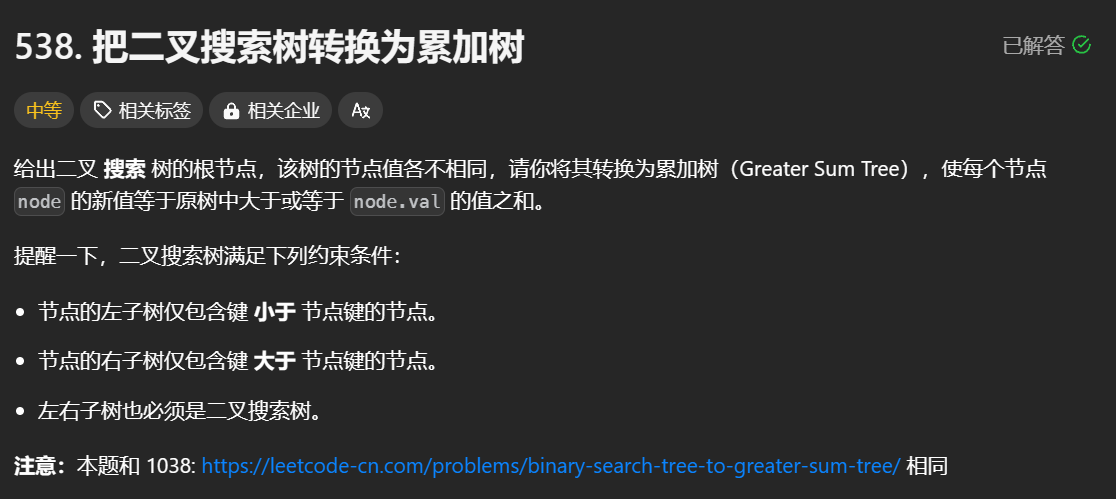 538. 把二叉搜索树转换为累加树
已解答
中等 相关标签 相关企业 A文
给出二叉 搜索 树的根节点，该树的节点值各不相同，请你将其转换为累加树（Greater Sum Tree），使每个节点
node 的新值等于原树中大于或等于 node.val 的值之和。
提醒一下，二叉搜索树满足下列约束条件：
• 节点的左子树仅包含键 小于 节点键的节点。
• 节点的右子树仅包含键 大于 节点键的节点。
• 左右子树也必须是二叉搜索树。
注意：本题和 1038: https://leetcode-cn.com/problems/binary-search-tree-to-greater-sum-tree/ 相同